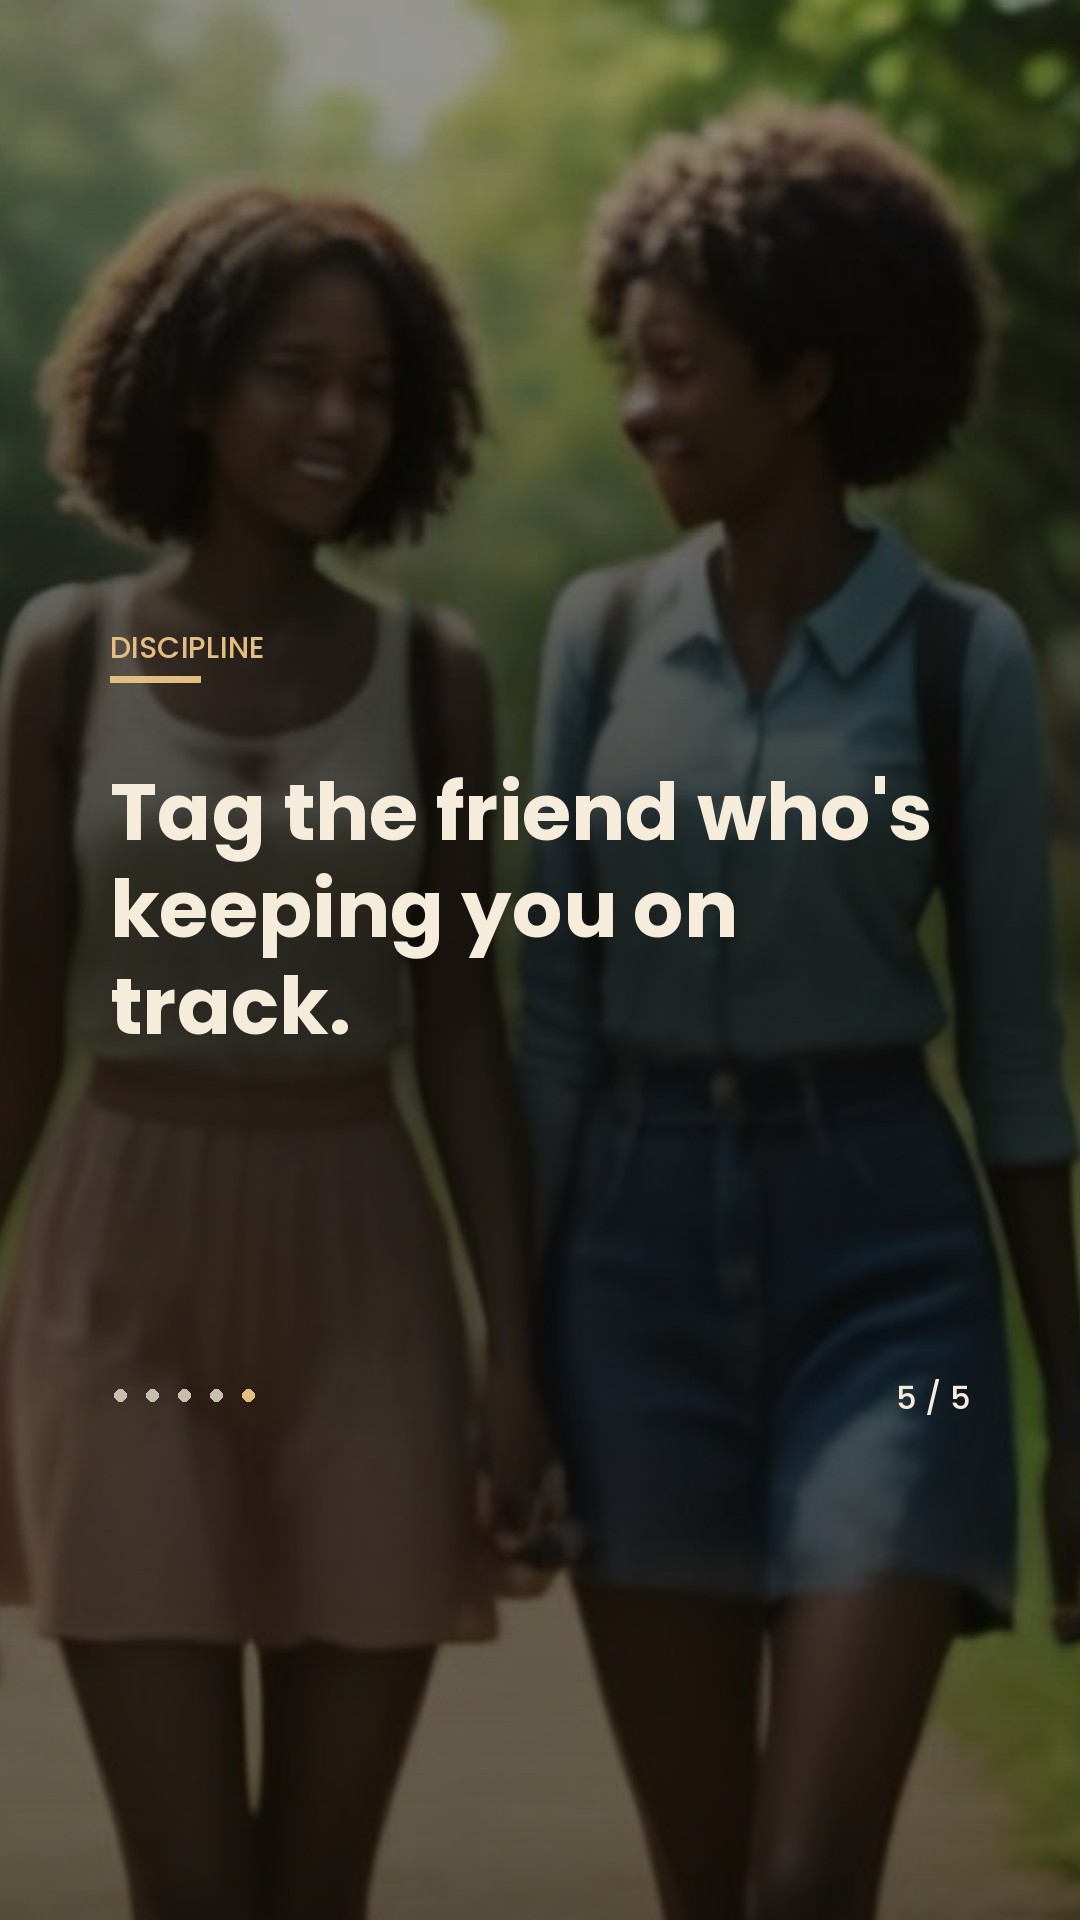 DISCIPLINE
Tag the friend who's
keeping you on
track.
5 / 5